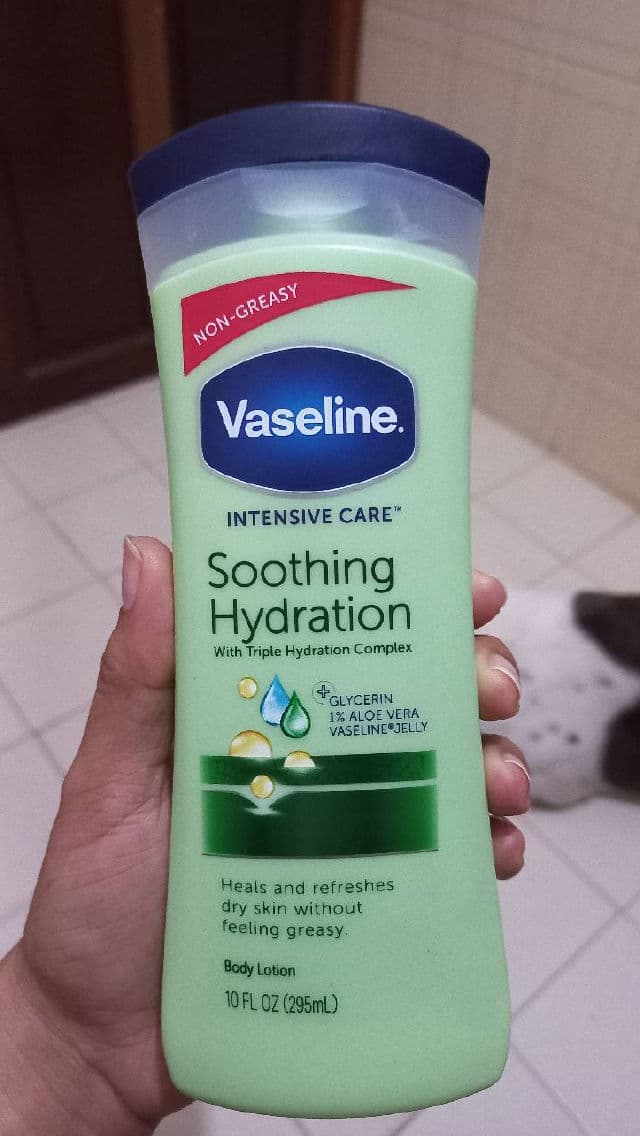 NON-GREASY
Vaseline.
INTENSIVE CARE™
Soothing
Hydration
With Triple Hydration Complex
+
GLYCERIN
1% ALOE VERA
VASELINE® JELLY
Heals and refreshes
dry skin without
feeling greasy.
Body Lotion
10 FL OZ (295mL)